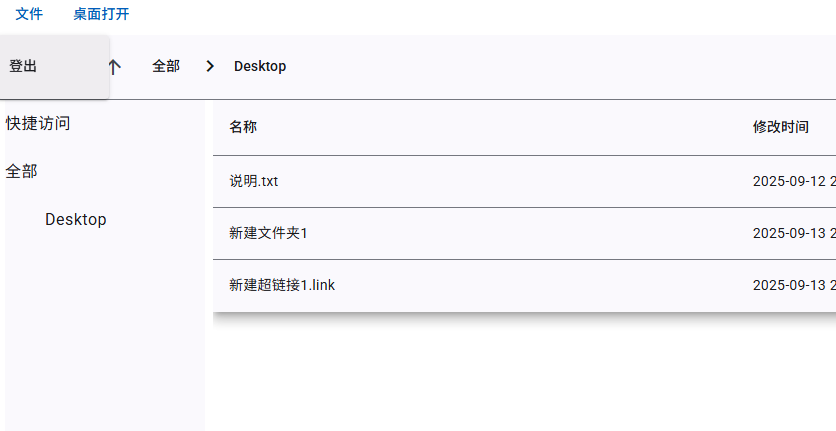 文件 桌面打开
登出 全部 Desktop
快捷访问
全部
Desktop
名称 修改时间
说明.txt 2025-09-12 2
新建文件夹1 2025-09-13 2
新建超链接1.link 2025-09-13 2